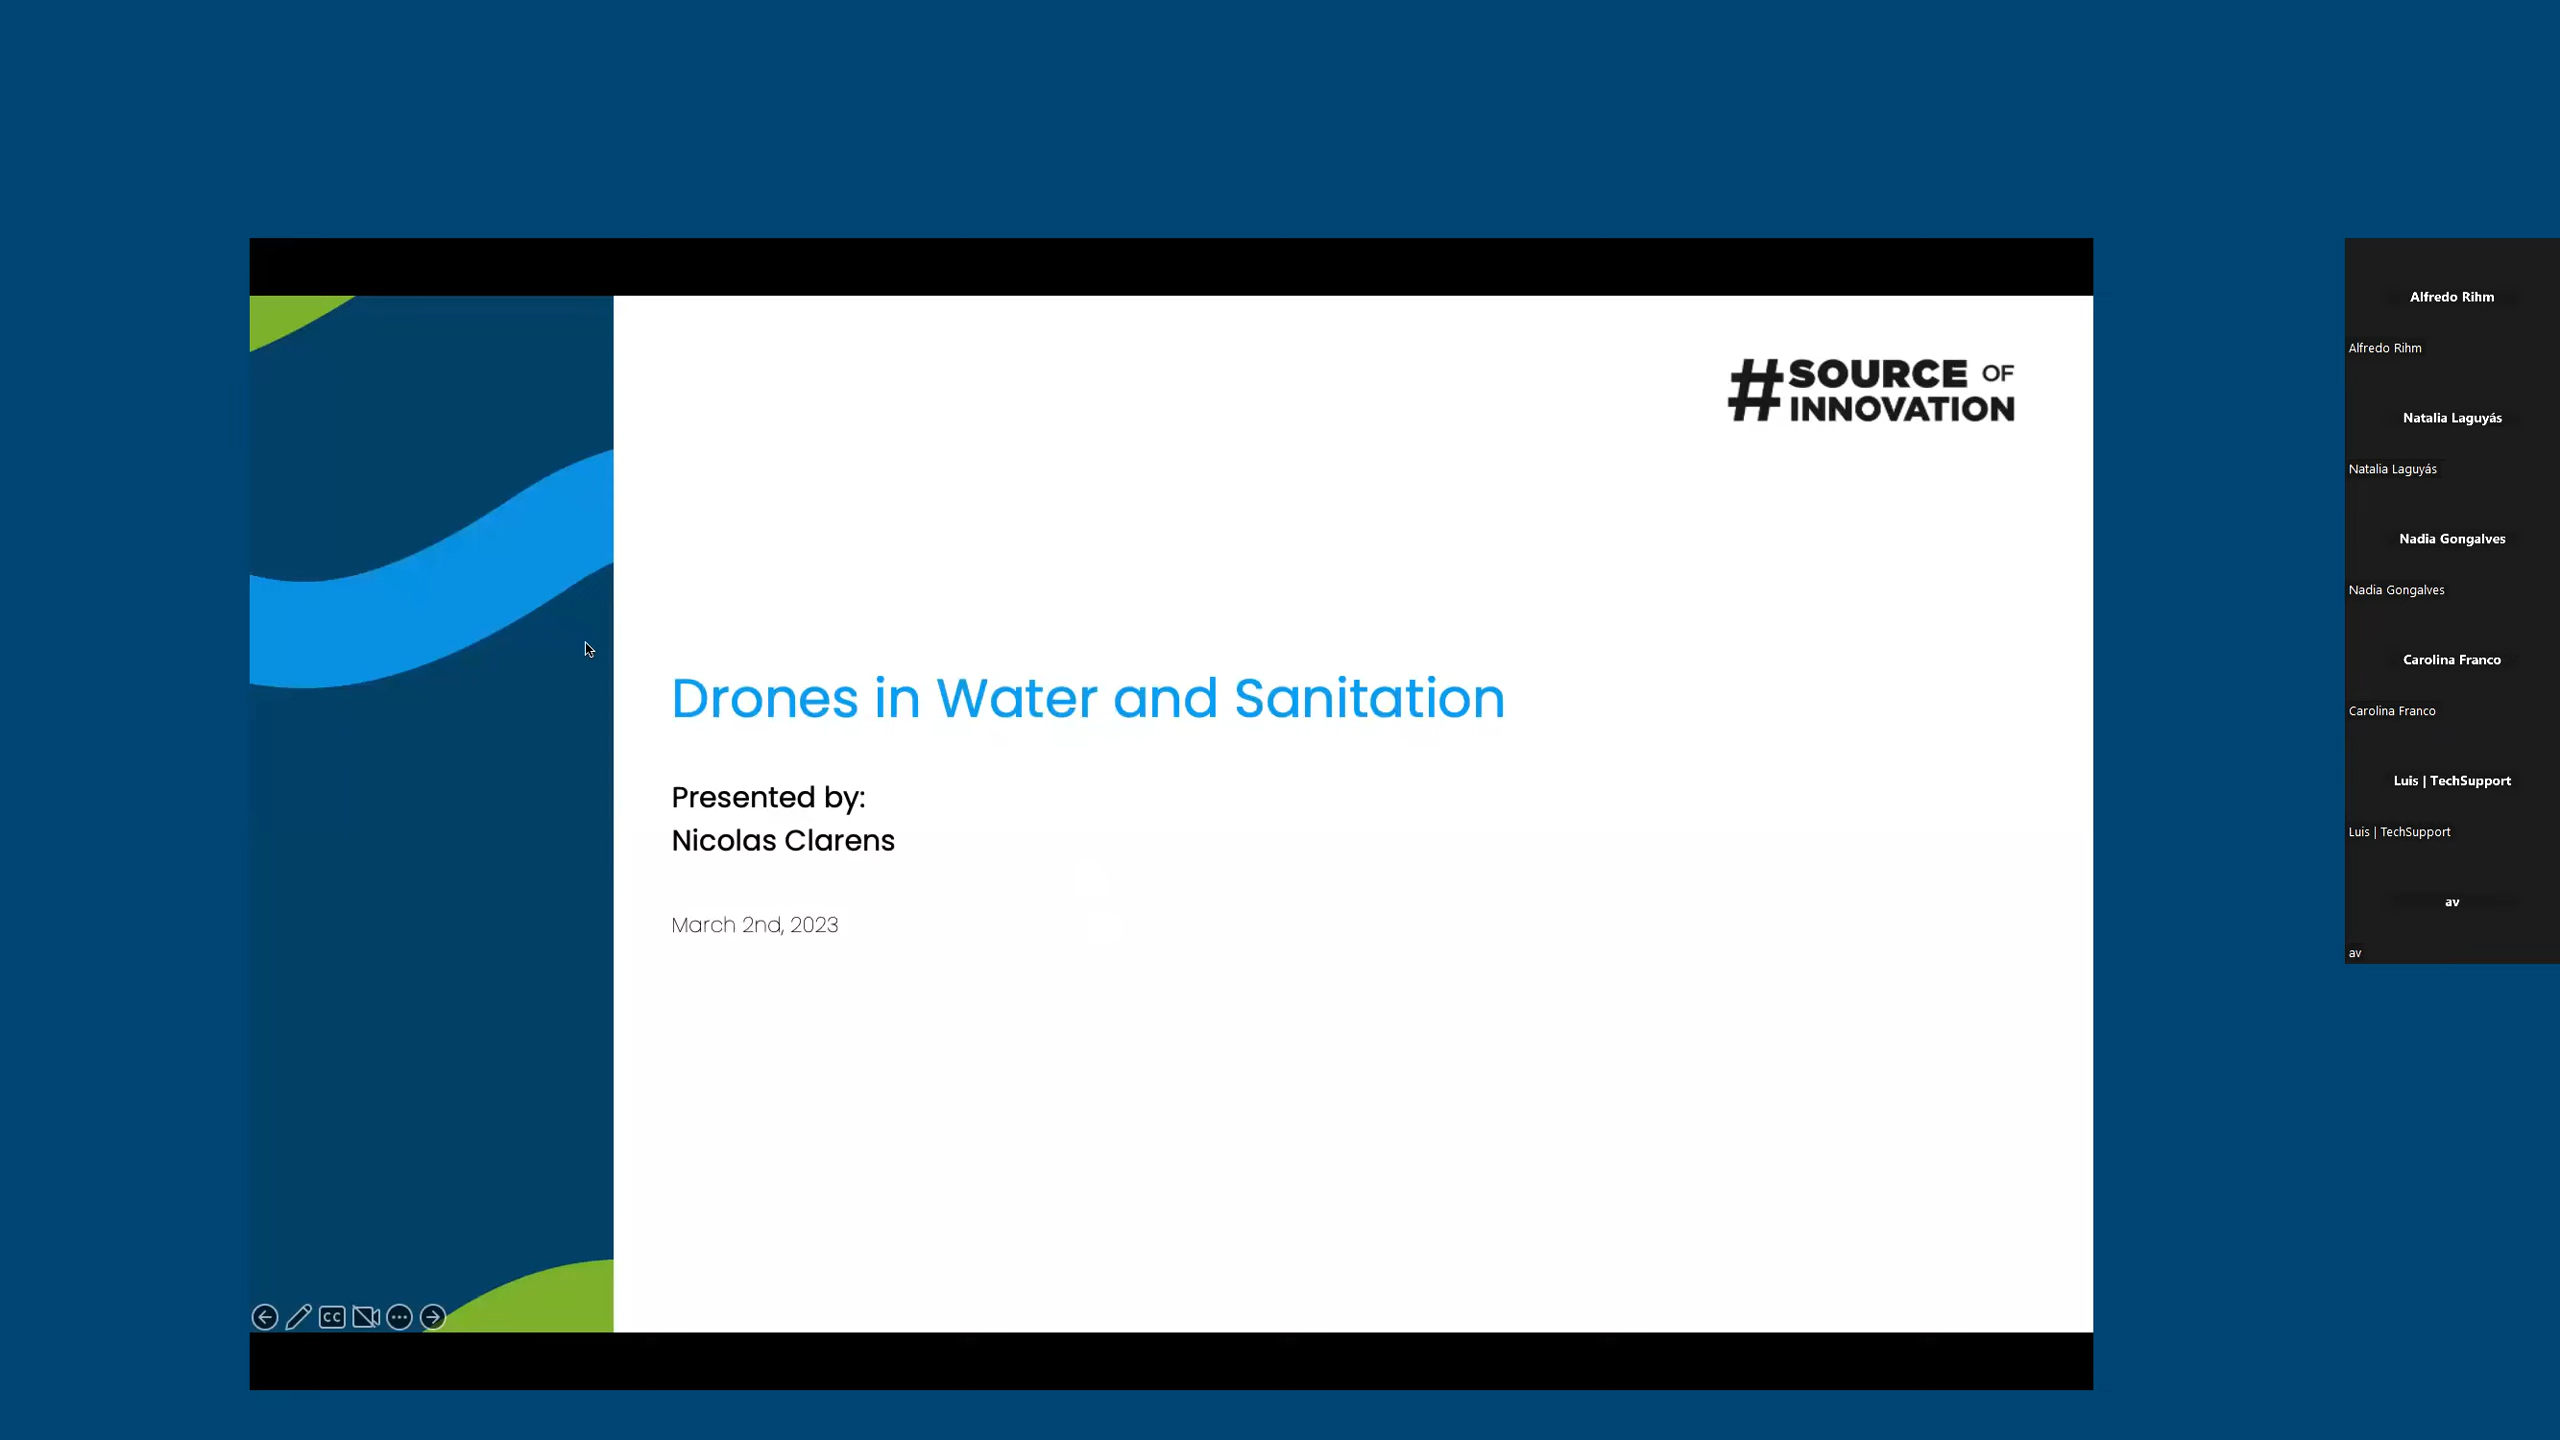 #SOURCE OF
INNOVATION
Drones in Water and Sanitation
Presented by:
Nicolas Clarens
March 2nd, 2023
CC
Alfredo Rihm
Alfredo Rihm
Natalia Laguyás
Natalia Laguyás
Nadia Gongalves
Nadia Gongalves
Carolina Franco
Carolina Franco
Luis | TechSupport
Luis | TechSupport
av
av